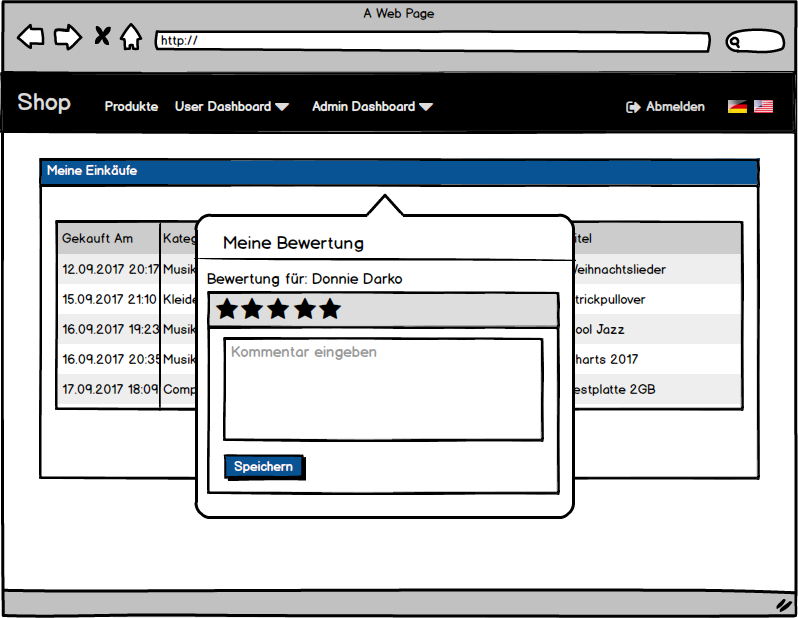 A Web Page
http://
Shop Produkte User Dashboard Admin Dashboard Abmelden
Meine Einkäufe
Meine Bewertung
Bewertung für: Donnie Darko
Kommentar eingeben
Speichern
Gekauft Am Kateg itel
12.09.2017 20:17 Musik eihnachtslieder
15.09.2017 21:10 Kleide trickpullover
16.09.2017 19:23 Musik ool Jazz
16.09.2017 20:35 Musik harts 2017
17.09.2017 18:09 Comp estplatte 2GB